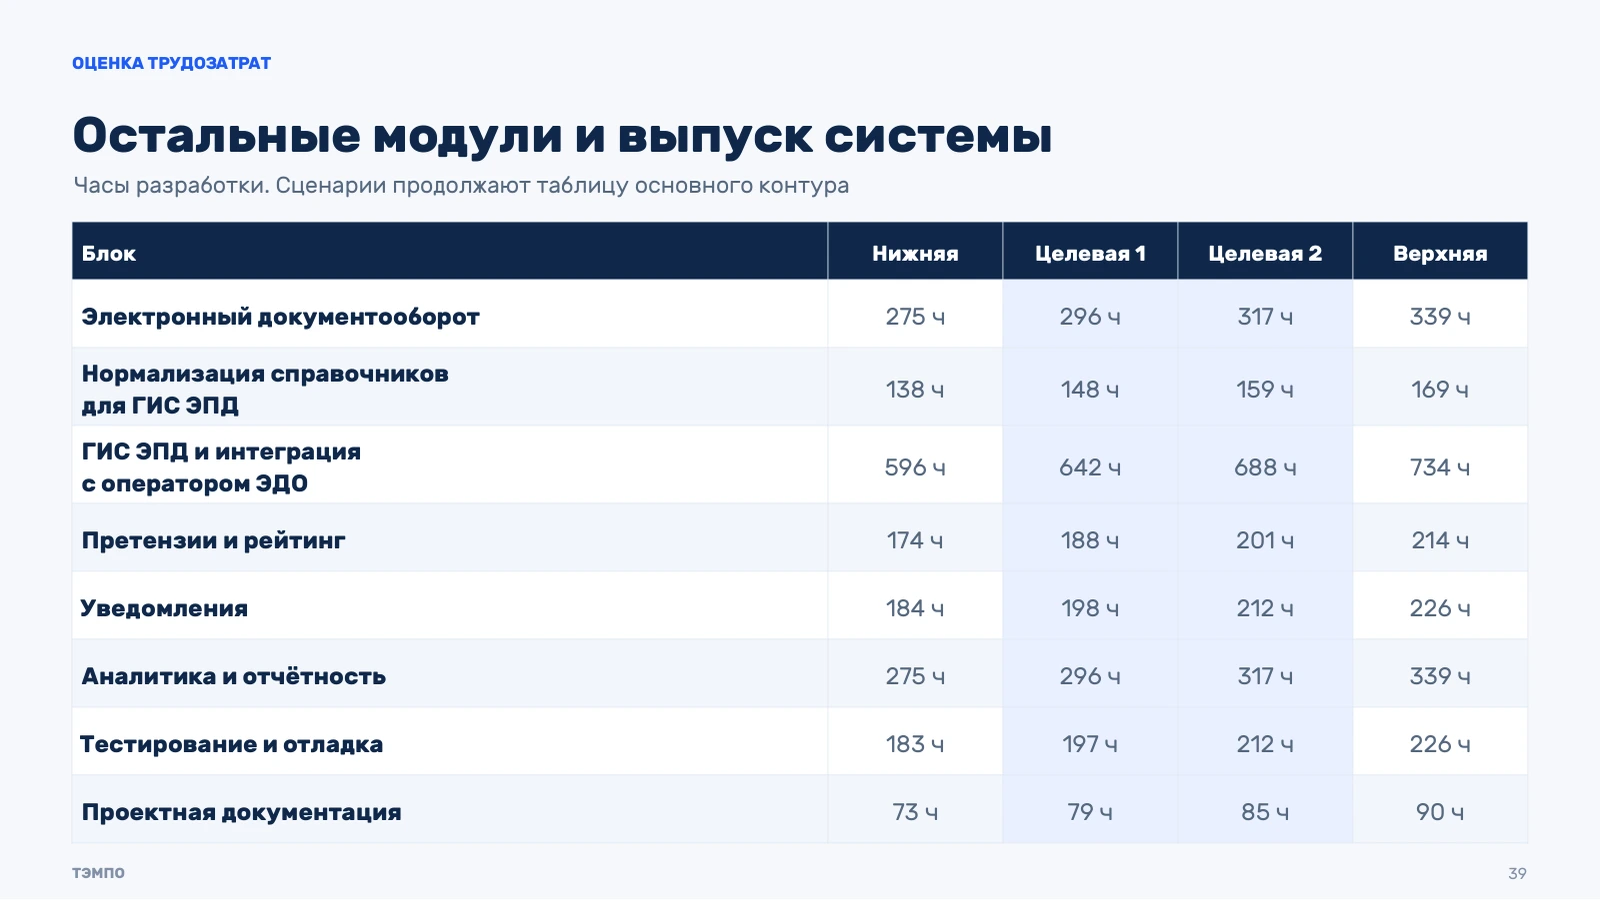 ОЦЕНКА ТРУДОЗАТРАТ
Остальные модули и выпуск системы
Часы разработки. Сценарии продолжают таблицу основного контура
Блок Нижняя Целевая 1 Целевая 2 Верхняя
Электронный документооборот 275 ч 296 ч 317 ч 339 ч
Нормализация справочников
для ГИС ЭПД 138 ч 148 ч 159 ч 169 ч
ГИС ЭПД и интеграция
с оператором ЭДО 596 ч 642 ч 688 ч 734 ч
Претензии и рейтинг 174 ч 188 ч 201 ч 214 ч
Уведомления 184 ч 198 ч 212 ч 226 ч
Аналитика и отчётность 275 ч 296 ч 317 ч 339 ч
Тестирование и отладка 183 ч 197 ч 212 ч 226 ч
Проектная документация 73 ч 79 ч 85 ч 90 ч
ТЭМПО 39